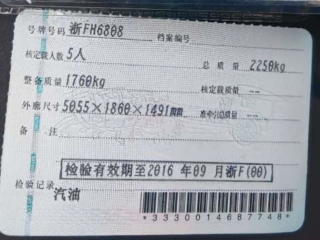 号牌号码 浙FH6808 档案编号
核定载人数 5人 总质量 2250kg
整备质量 1760kg 核定载质量 --
外廓尺寸 5055×1860×1491mm 准牵引总质量 --
备注
检验有效期至2016年09月浙F(00)
检验记录
汽油
*3330014687748*